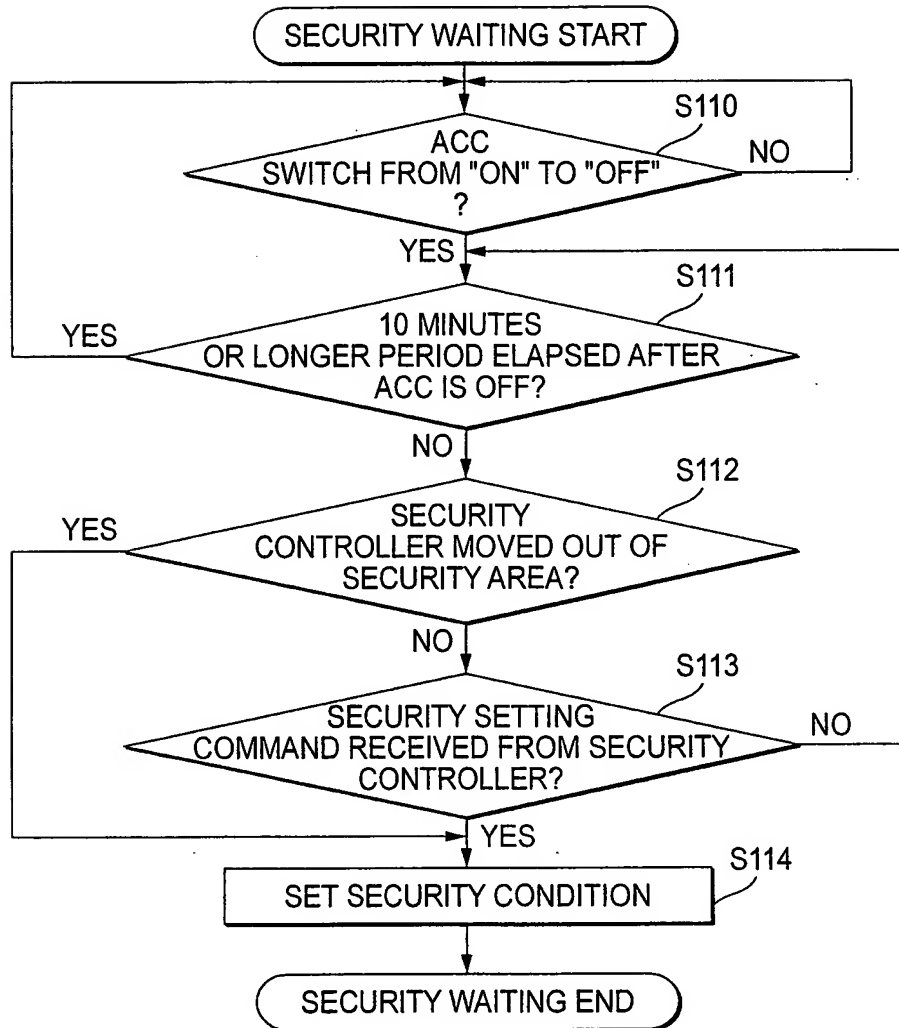 SECURITY WAITING START
S110
ACC
SWITCH FROM "ON" TO "OFF"
?
NO
YES
S111
YES
10 MINUTES
OR LONGER PERIOD ELAPSED AFTER
ACC IS OFF?
NO
S112
YES
SECURITY
CONTROLLER MOVED OUT OF
SECURITY AREA?
NO
S113
SECURITY SETTING
COMMAND RECEIVED FROM SECURITY
CONTROLLER?
NO
YES
S114
SET SECURITY CONDITION
SECURITY WAITING END